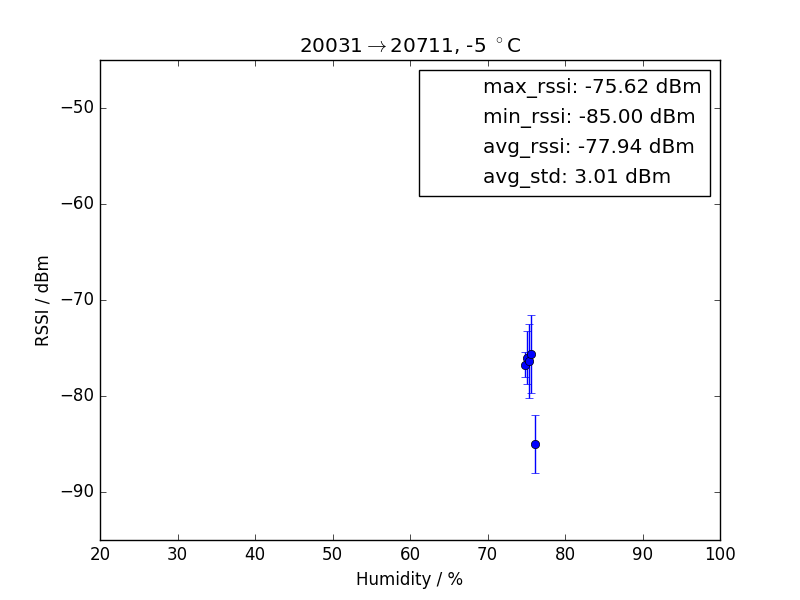 20031→20711, -5 °C
max_rssi: -75.62 dBm
min_rssi: -85.00 dBm
avg_rssi: -77.94 dBm
avg_std: 3.01 dBm
−50
−60
−70
−80
−90
RSSI / dBm
20 30 40 50 60 70 80 90 100
Humidity / %